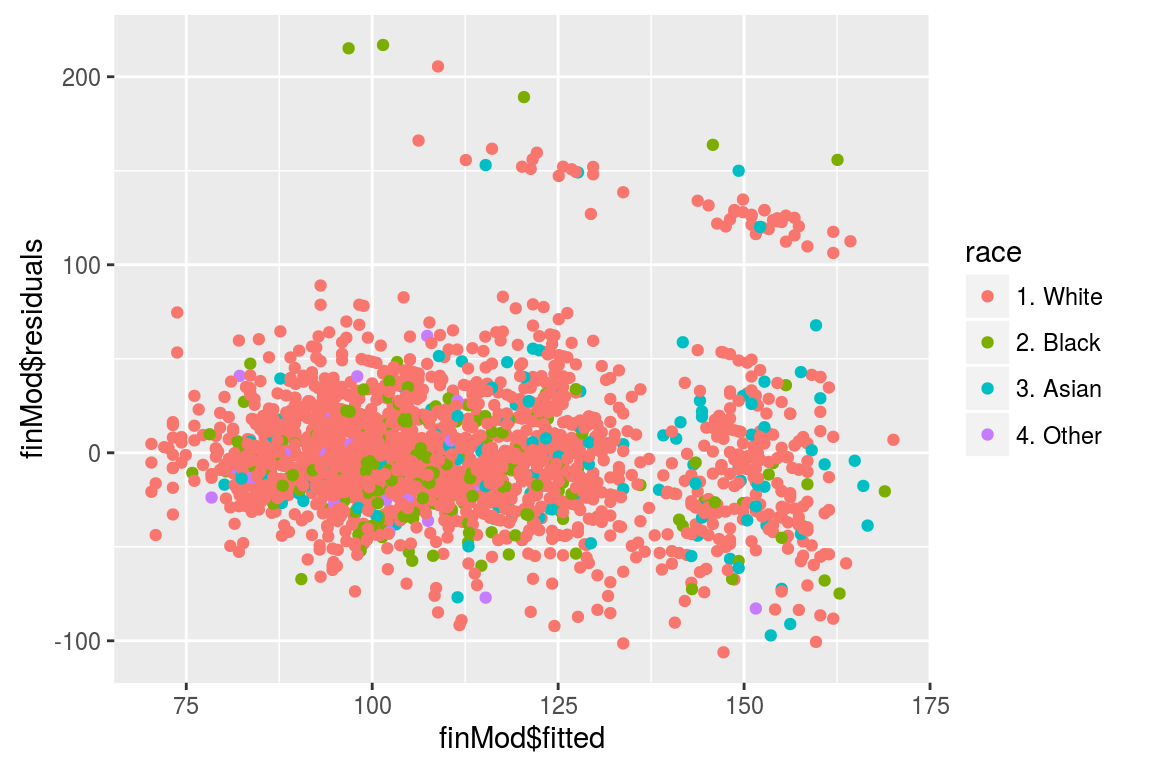 finMod$residuals
200
100
0
-100
75
100
125
150
175
finMod$fitted
race
1. White
2. Black
3. Asian
4. Other